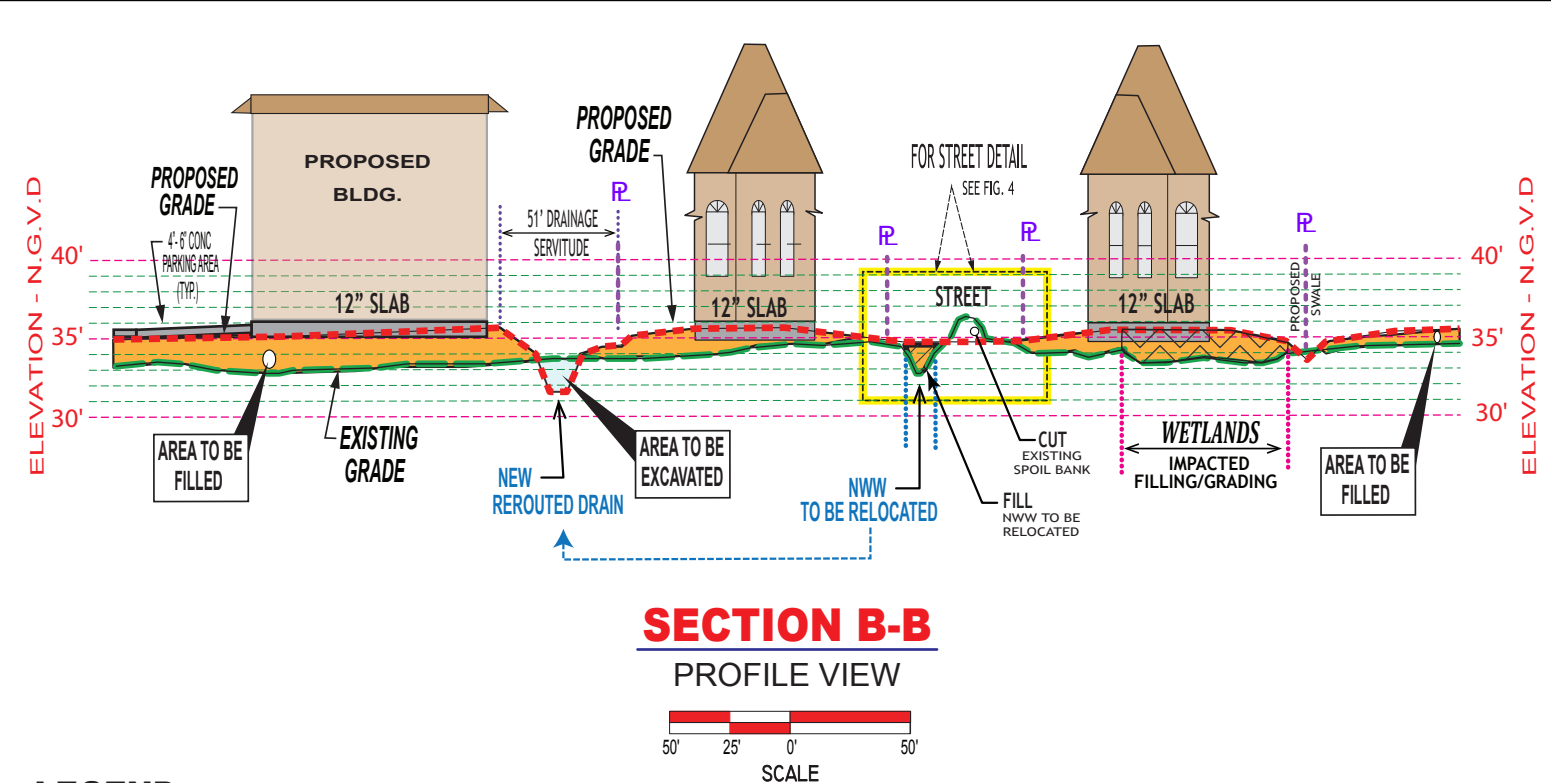 PROPOSED
GRADE
FOR STREET DETAIL
SEE FIG. 4
PROPOSED
BLDG.
PROPOSED
GRADE
4'- 6' CONC
PARKING AREA
(TYP.)
PL
51' DRAINAGE
SERVITUDE
PL
PL
PL
ELEVATION - N.G.V.D
ELEVATION - N.G.V.D
40'
40'
12" SLAB
12" SLAB
STREET
12" SLAB
PROPOSED
SWALE
35'
35'
30'
30'
AREA TO BE
FILLED
EXISTING
GRADE
NEW
REROUTED DRAIN
AREA TO BE
EXCAVATED
NWW
TO BE RELOCATED
CUT
EXISTING
SPOIL BANK
FILL
NWW TO BE
RELOCATED
WETLANDS
IMPACTED
FILLING/GRADING
AREA TO BE
FILLED
SECTION B-B
PROFILE VIEW
50' 25' 0' 50'
SCALE